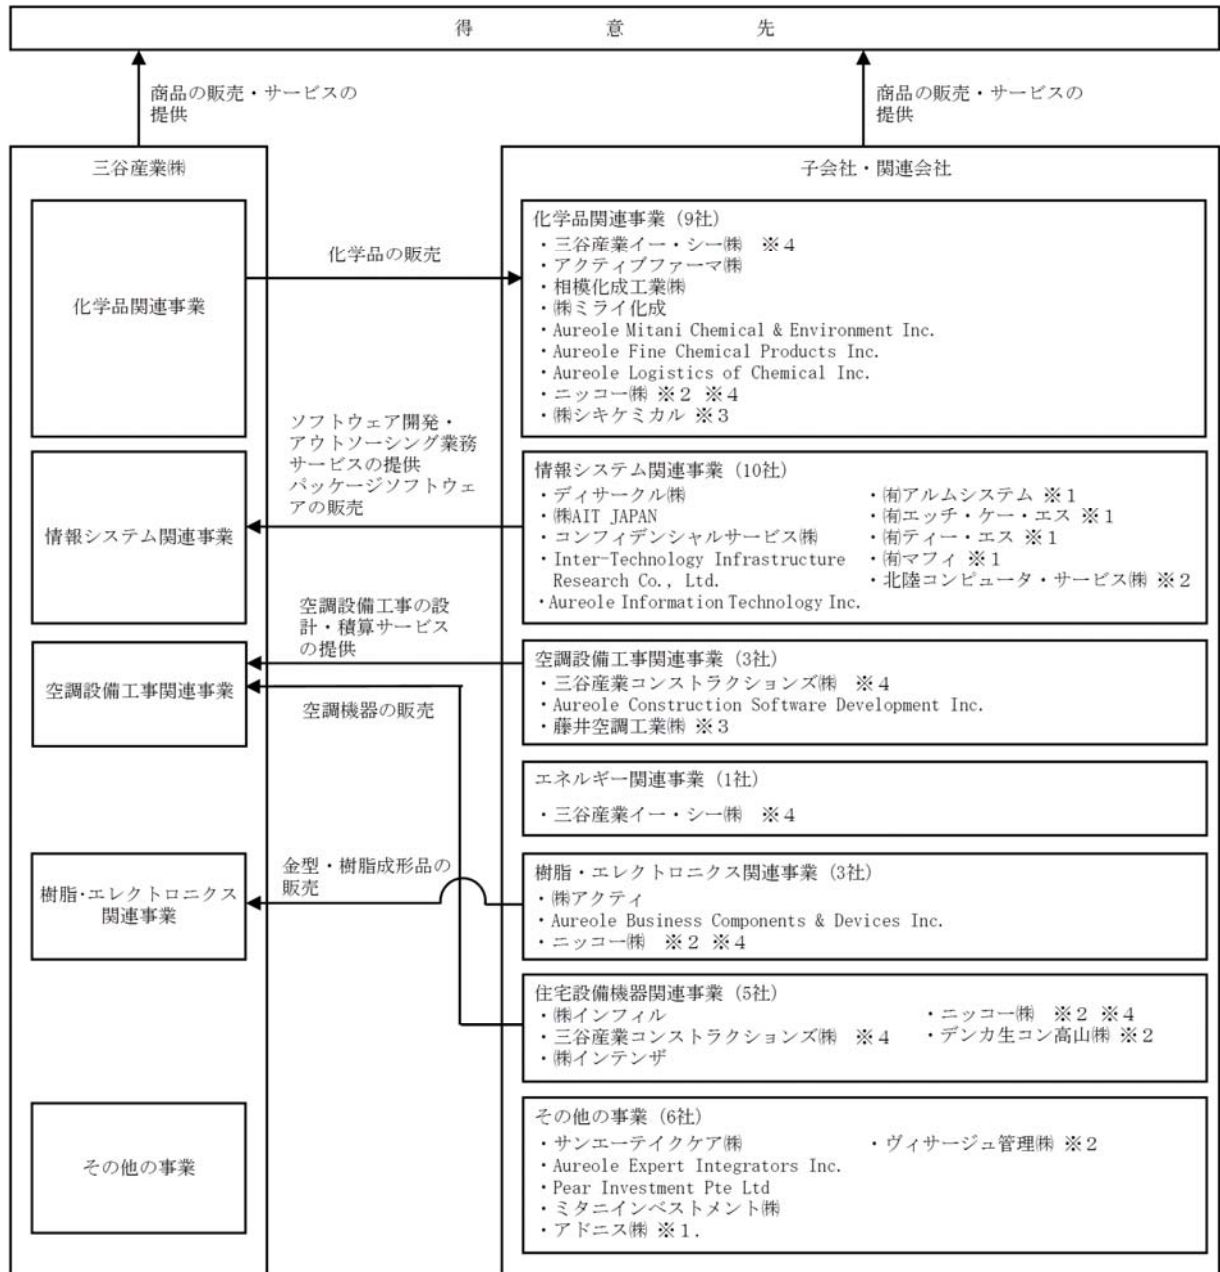 得意先
商品の販売・サービスの
提供
商品の販売・サービスの
提供
三谷産業㈱
化学品関連事業
情報システム関連事業
空調設備工事関連事業
樹脂・エレクトロニクス
関連事業
その他の事業
化学品の販売
ソフトウェア開発・
アウトソーシング業務
サービスの提供
パッケージソフトウェ
アの販売
空調設備工事の設
計・積算サービス
の提供
空調機器の販売
金型・樹脂成形品の
販売
子会社・関連会社
化学品関連事業（9社）
・三谷産業イー・シー㈱　※４
・アクティブファーマ㈱
・相模化成工業㈱
・㈱ミライ化成
・Aureole Mitani Chemical & Environment Inc.
・Aureole Fine Chemical Products Inc.
・Aureole Logistics of Chemical Inc.
・ニッコー㈱ ※２ ※４
・㈱シキケミカル ※３
情報システム関連事業（10社）
・ディサークル㈱
・㈱AIT JAPAN
・コンフィデンシャルサービス㈱
・Inter-Technology Infrastructure
Research Co., Ltd.
・Aureole Information Technology Inc.
・㈲アルムシステム ※１
・㈲エッチ・ケー・エス ※１
・㈲ティー・エス ※１
・㈲マフィ ※１
・北陸コンピュータ・サービス㈱ ※２
空調設備工事関連事業（3社）
・三谷産業コンストラクションズ㈱　※４
・Aureole Construction Software Development Inc.
・藤井空調工業㈱ ※３
エネルギー関連事業（1社）
・三谷産業イー・シー㈱　※４
樹脂・エレクトロニクス関連事業（3社）
・㈱アクティ
・Aureole Business Components & Devices Inc.
・ニッコー㈱　※２ ※４
住宅設備機器関連事業（5社）
・㈱インフィル
・三谷産業コンストラクションズ㈱　※４
・㈱インテンザ
・ニッコー㈱　※２ ※４
・デンカ生コン高山㈱ ※２
その他の事業（6社）
・サンエーテイクケア㈱
・Aureole Expert Integrators Inc.
・Pear Investment Pte Ltd
・ミタニインベストメント㈱
・アドニス㈱ ※１.
・ヴィサージュ管理㈱ ※２